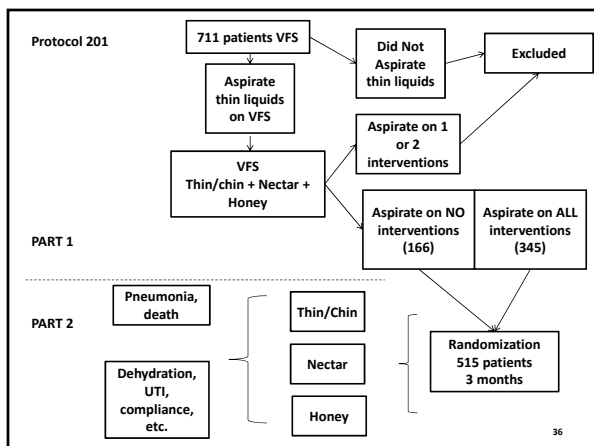 Protocol 201
711 patients VFS
Did Not
Aspirate
thin liquids
Excluded
Aspirate
thin liquids
on VFS
Aspirate on 1
or 2
interventions
VFS
Thin/chin + Nectar +
Honey
Aspirate on NO
interventions
(166)
Aspirate on ALL
interventions
(345)
PART 1
PART 2
Pneumonia,
death
Dehydration,
UTI,
compliance,
etc.
Thin/Chin
Nectar
Honey
Randomization
515 patients
3 months
36